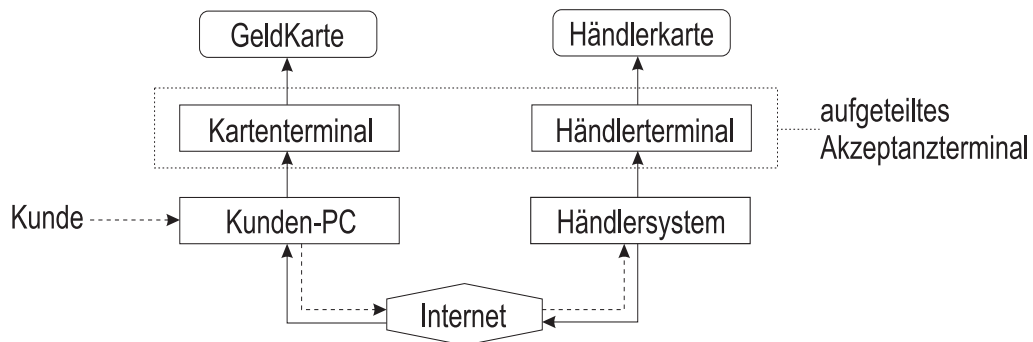 GeldKarte
Händlerkarte
Kartenterminal
Händlerterminal
aufgeteiltes
Akzeptanzterminal
Kunde
Kunden-PC
Händlersystem
Internet